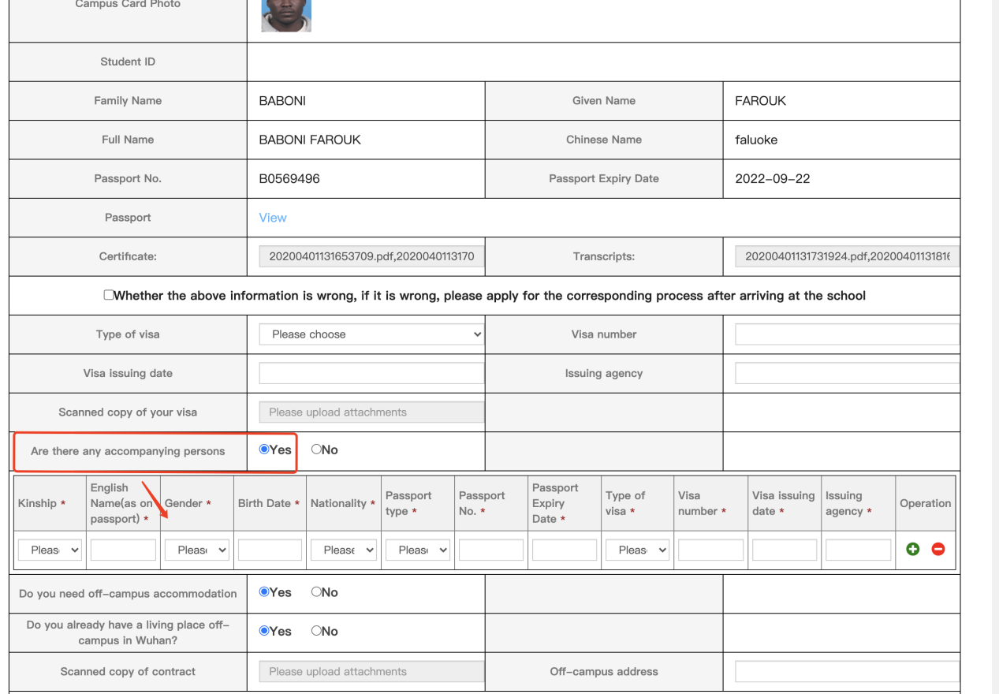 Campus Card Photo
Student ID
Family Name BABONI Given Name FAROUK
Full Name BABONI FAROUK Chinese Name faluoke
Passport No. B0569496 Passport Expiry Date 2022-09-22
Passport View
Certificate: 20200401131653709.pdf,2020040113170 Transcripts: 20200401131731924.pdf,20200401131816
Whether the above information is wrong, if it is wrong, please apply for the corresponding process after arriving at the school
Type of visa Please choose Visa number
Visa issuing date Issuing agency
Scanned copy of your visa Please upload attachments
Are there any accompanying persons Yes No
Kinship *
English
Name(as on
passport) *
Gender *
Birth Date *
Nationality *
Passport
type *
Passport
No. *
Passport
Expiry
Date *
Type of
visa *
Visa
number *
Visa issuing
date *
Issuing
agency *
Operation
Pleas Pleas Please Please Pleas
Do you need off-campus accommodation Yes No
Do you already have a living place off-
campus in Wuhan? Yes No
Scanned copy of contract Please upload attachments Off-campus address